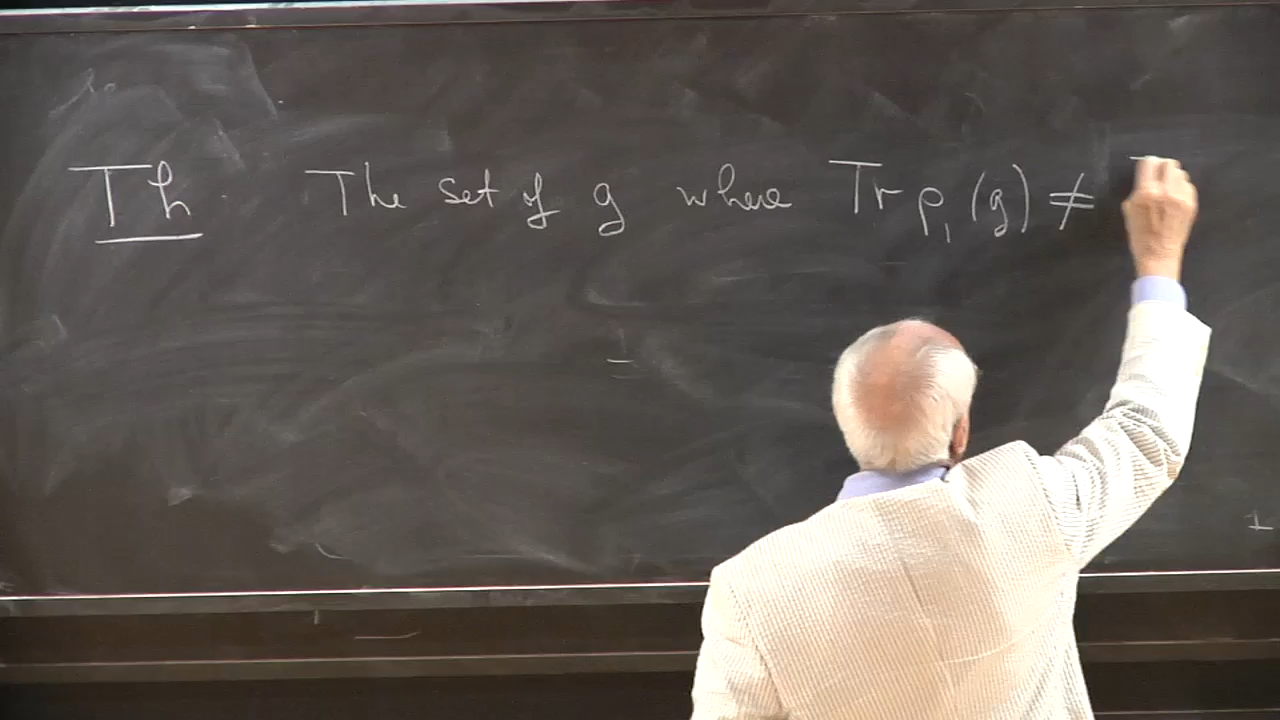 Th. The set of g where Tr ρ₁(g) ≠